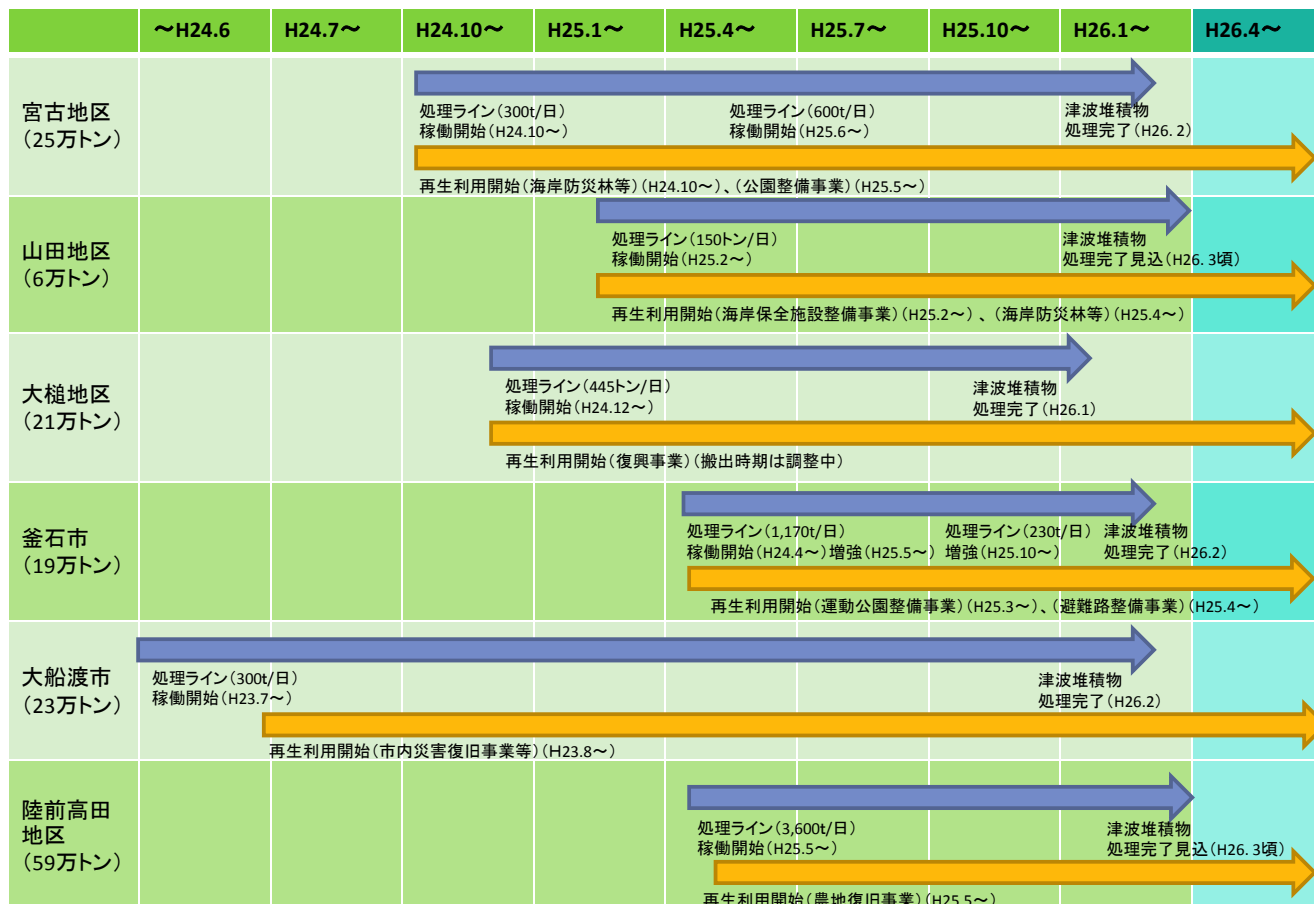 ～H24.6 H24.7～ H24.10～ H25.1～ H25.4～ H25.7～ H25.10～ H26.1～ H26.4～
宮古地区
（25万トン）
処理ライン（300t/日）
稼働開始（H24.10～）
処理ライン（600t/日）
稼働開始（H25.6～）
津波堆積物
処理完了（H26. 2）
再生利用開始（海岸防災林等）（H24.10～）、（公園整備事業）（H25.5～）
山田地区
（6万トン）
処理ライン（150トン/日）
稼働開始（H25.2～）
津波堆積物
処理完了見込（H26. 3頃）
再生利用開始（海岸保全施設整備事業）（H25.2～）、（海岸防災林等）（H25.4～）
大槌地区
（21万トン）
処理ライン（445トン/日）
稼働開始（H24.12～）
津波堆積物
処理完了（H26.1）
再生利用開始（復興事業）（搬出時期は調整中）
釜石市
（19万トン）
処理ライン（1,170t/日）
稼働開始（H24.4～）増強（H25.5～）
処理ライン（230t/日）
増強（H25.10～）
津波堆積物
処理完了（H26.2）
再生利用開始（運動公園整備事業）（H25.3～）、（避難路整備事業）（H25.4～）
大船渡市
（23万トン）
処理ライン（300t/日）
稼働開始（H23.7～）
津波堆積物
処理完了（H26.2）
再生利用開始（市内災害復旧事業等）（H23.8～）
陸前高田
地区
（59万トン）
処理ライン（3,600t/日）
稼働開始（H25.5～）
津波堆積物
処理完了見込（H26. 3頃）
再生利用開始（農地復旧事業）（H25.5～）